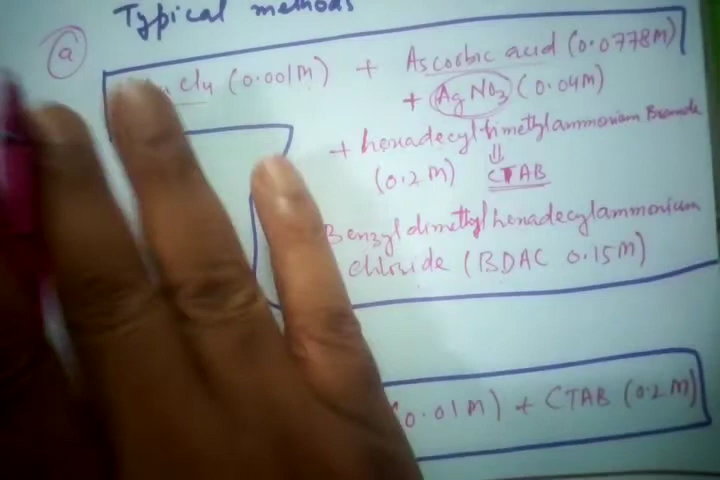 Typical methods
(a)
Cl4 (0.001M) + Ascorbic acid (0.0778M)
+ AgNO3 (0.04M)
+ hexadecyltrimethylammonium Bromide
(0.2M) ⇓ CTAB
Benzyldimethylhexadecylammonium
chloride (BDAC 0.15M)
(0.01M) + CTAB (0.2M)